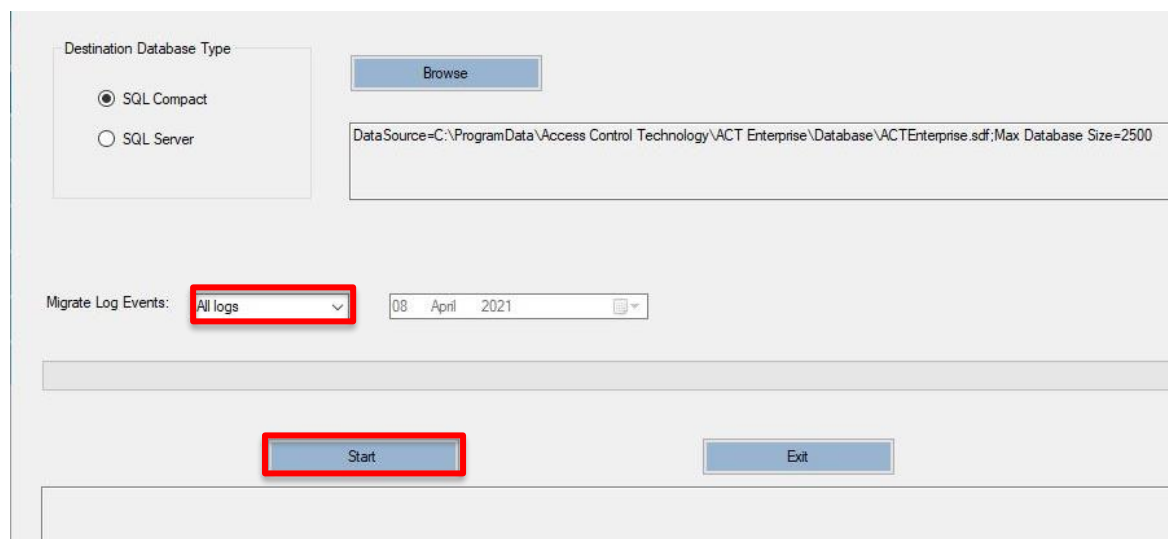 Destination Database Type
Browse
SQL Compact
SQL Server
DataSource=C:\ProgramData\Access Control Technology\ACT Enterprise\Database\ACTEnterprise.sdf;Max Database Size=2500
Migrate Log Events:
All logs
08 April 2021
Start
Exit